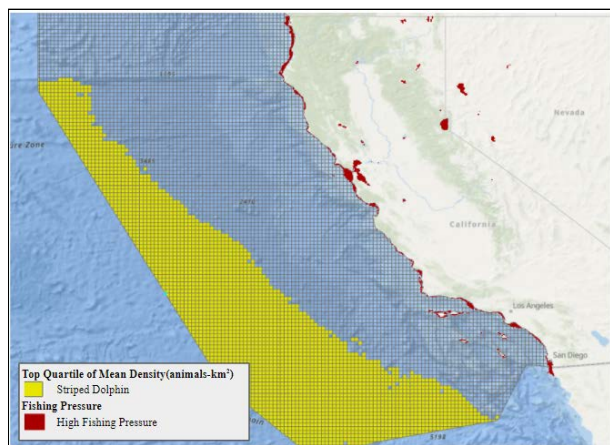 Nevada
California
Los Angeles
San Diego
Top Quartile of Mean Density(animals-km²)
Striped Dolphin
Fishing Pressure
High Fishing Pressure